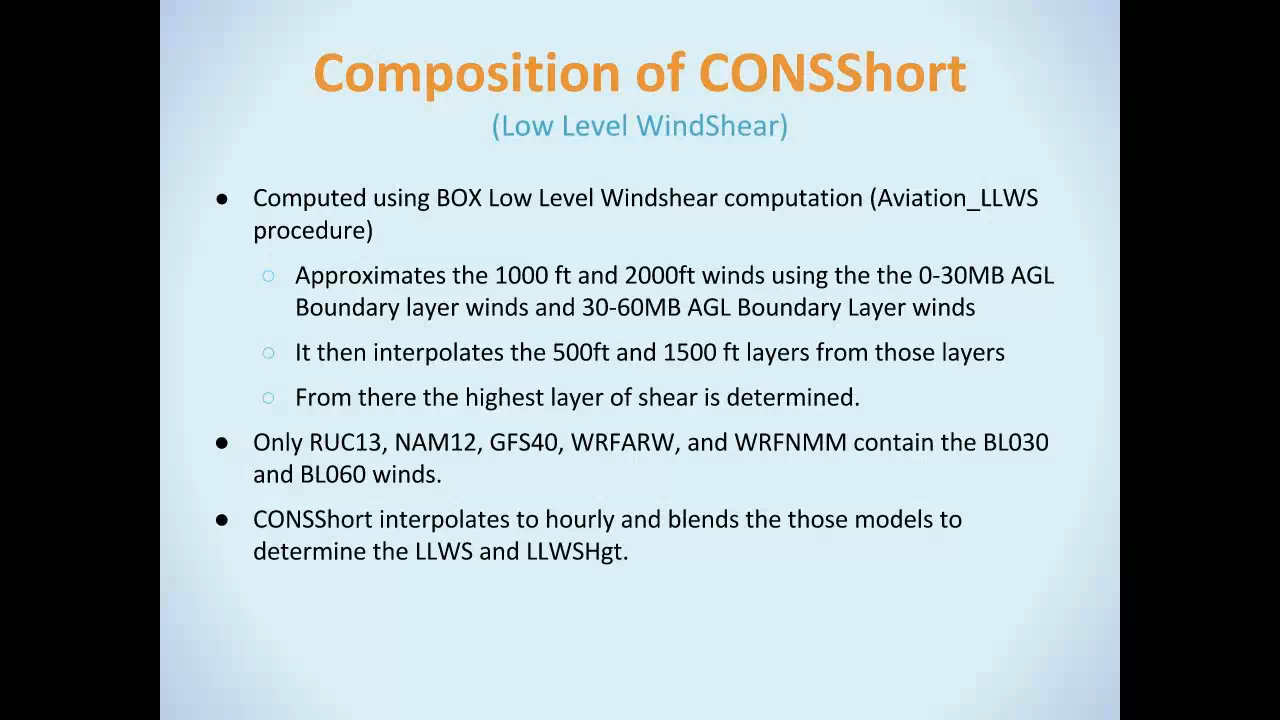 Composition of CONSShort
(Low Level WindShear)
● Computed using BOX Low Level Windshear computation (Aviation_LLWS
procedure)
○ Approximates the 1000 ft and 2000ft winds using the the 0-30MB AGL
Boundary layer winds and 30-60MB AGL Boundary Layer winds
○ It then interpolates the 500ft and 1500 ft layers from those layers
○ From there the highest layer of shear is determined.
● Only RUC13, NAM12, GFS40, WRFARW, and WRFNMM contain the BL030
and BL060 winds.
● CONSShort interpolates to hourly and blends the those models to
determine the LLWS and LLWSHgt.